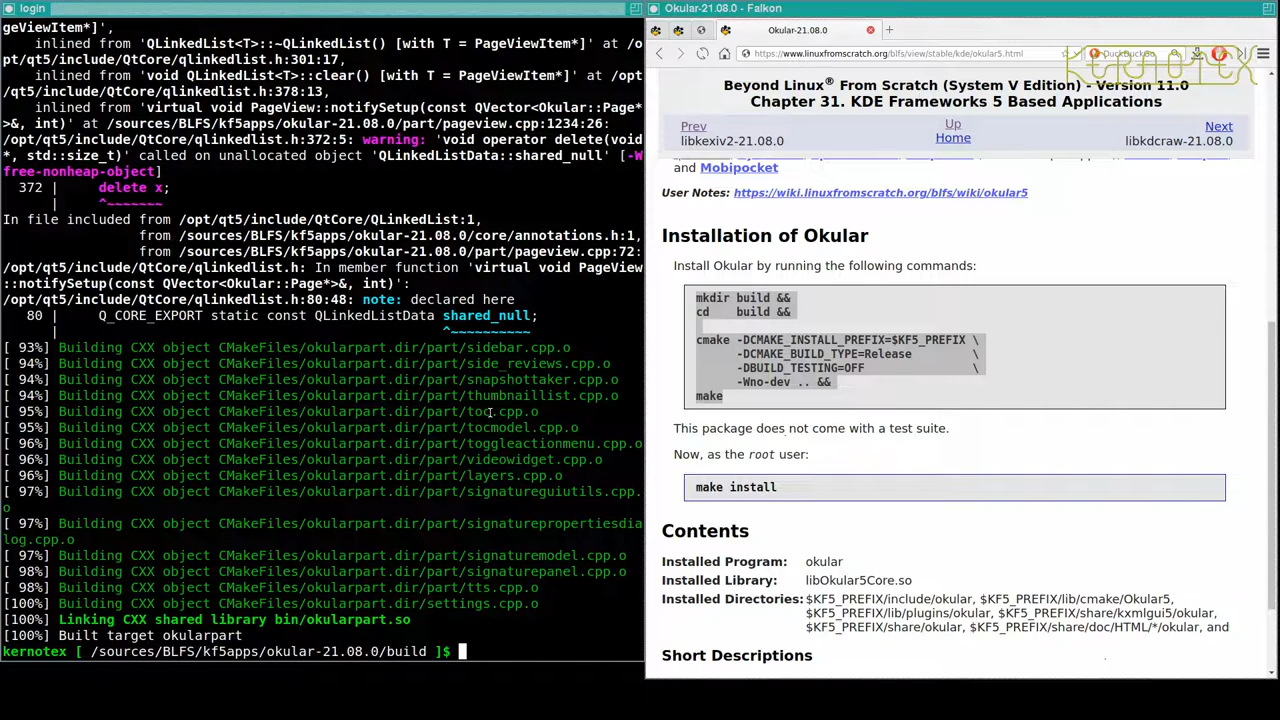 login
geViewItem*]',
    inlined from 'QLinkedList<T>::~QLinkedList() [with T = PageViewItem*]' at /o
pt/qt5/include/QtCore/qlinkedlist.h:301:17,
    inlined from 'void QLinkedList<T>::clear() [with T = PageViewItem*]' at /opt
/qt5/include/QtCore/qlinkedlist.h:378:13,
    inlined from 'virtual void PageView::notifySetup(const QVector<Okular::Page*
>&, int)' at /sources/BLFS/kf5apps/okular-21.08.0/part/pageview.cpp:1234:26:
/opt/qt5/include/QtCore/qlinkedlist.h:372:5: warning: 'void operator delete(void
*, std::size_t)' called on unallocated object 'QLinkedListData::shared_null' [-W
free-nonheap-object]
  372 |     delete x;
      |     ^~~~~~~~
In file included from /opt/qt5/include/QtCore/QLinkedList:1,
                 from /sources/BLFS/kf5apps/okular-21.08.0/core/annotations.h:1,
                 from /sources/BLFS/kf5apps/okular-21.08.0/part/pageview.cpp:72:
/opt/qt5/include/QtCore/qlinkedlist.h: In member function 'virtual void PageView
::notifySetup(const QVector<Okular::Page*>&, int)':
/opt/qt5/include/QtCore/qlinkedlist.h:80:48: note: declared here
   80 |     Q_CORE_EXPORT static const QLinkedListData shared_null;
      |                                                ^~~~~~~~~~~
[ 93%] Building CXX object CMakeFiles/okularpart.dir/part/sidebar.cpp.o
[ 94%] Building CXX object CMakeFiles/okularpart.dir/part/side_reviews.cpp.o
[ 94%] Building CXX object CMakeFiles/okularpart.dir/part/snapshottaker.cpp.o
[ 94%] Building CXX object CMakeFiles/okularpart.dir/part/thumbnaillist.cpp.o
[ 95%] Building CXX object CMakeFiles/okularpart.dir/part/toc.cpp.o
[ 95%] Building CXX object CMakeFiles/okularpart.dir/part/tocmodel.cpp.o
[ 96%] Building CXX object CMakeFiles/okularpart.dir/part/toggleactionmenu.cpp.o
[ 96%] Building CXX object CMakeFiles/okularpart.dir/part/videowidget.cpp.o
[ 96%] Building CXX object CMakeFiles/okularpart.dir/part/layers.cpp.o
[ 97%] Building CXX object CMakeFiles/okularpart.dir/part/signatureguiutils.cpp.
o
[ 97%] Building CXX object CMakeFiles/okularpart.dir/part/signaturepropertiesdia
log.cpp.o
[ 97%] Building CXX object CMakeFiles/okularpart.dir/part/signaturemodel.cpp.o
[ 98%] Building CXX object CMakeFiles/okularpart.dir/part/signaturepanel.cpp.o
[ 98%] Building CXX object CMakeFiles/okularpart.dir/part/tts.cpp.o
[100%] Building CXX object CMakeFiles/okularpart.dir/settings.cpp.o
[100%] Linking CXX shared library bin/okularpart.so
[100%] Built target okularpart
kernotex [ /sources/BLFS/kf5apps/okular-21.08.0/build ]$
Okular-21.08.0 - Falkon
Okular-21.08.0
https://www.linuxfromscratch.org/blfs/view/stable/kde/okular5.html
DuckDuckGo
KERNOTEX
Beyond Linux® From Scratch (System V Edition) - Version 11.0
Chapter 31. KDE Frameworks 5 Based Applications
Prev Up Next
libkexiv2-21.08.0 Home libkdcraw-21.08.0
and Mobipocket
User Notes: https://wiki.linuxfromscratch.org/blfs/wiki/okular5
Installation of Okular
Install Okular by running the following commands:
mkdir build &&
cd    build &&
cmake -DCMAKE_INSTALL_PREFIX=$KF5_PREFIX \
      -DCMAKE_BUILD_TYPE=Release         \
      -DBUILD_TESTING=OFF                \
      -Wno-dev .. &&
make
This package does not come with a test suite.
Now, as the root user:
make install
Contents
Installed Program: okular
Installed Library: libOkular5Core.so
Installed Directories: $KF5_PREFIX/include/okular, $KF5_PREFIX/lib/cmake/Okular5,
$KF5_PREFIX/lib/plugins/okular, $KF5_PREFIX/share/kxmlgui5/okular,
$KF5_PREFIX/share/okular, $KF5_PREFIX/share/doc/HTML/*/okular, and
Short Descriptions